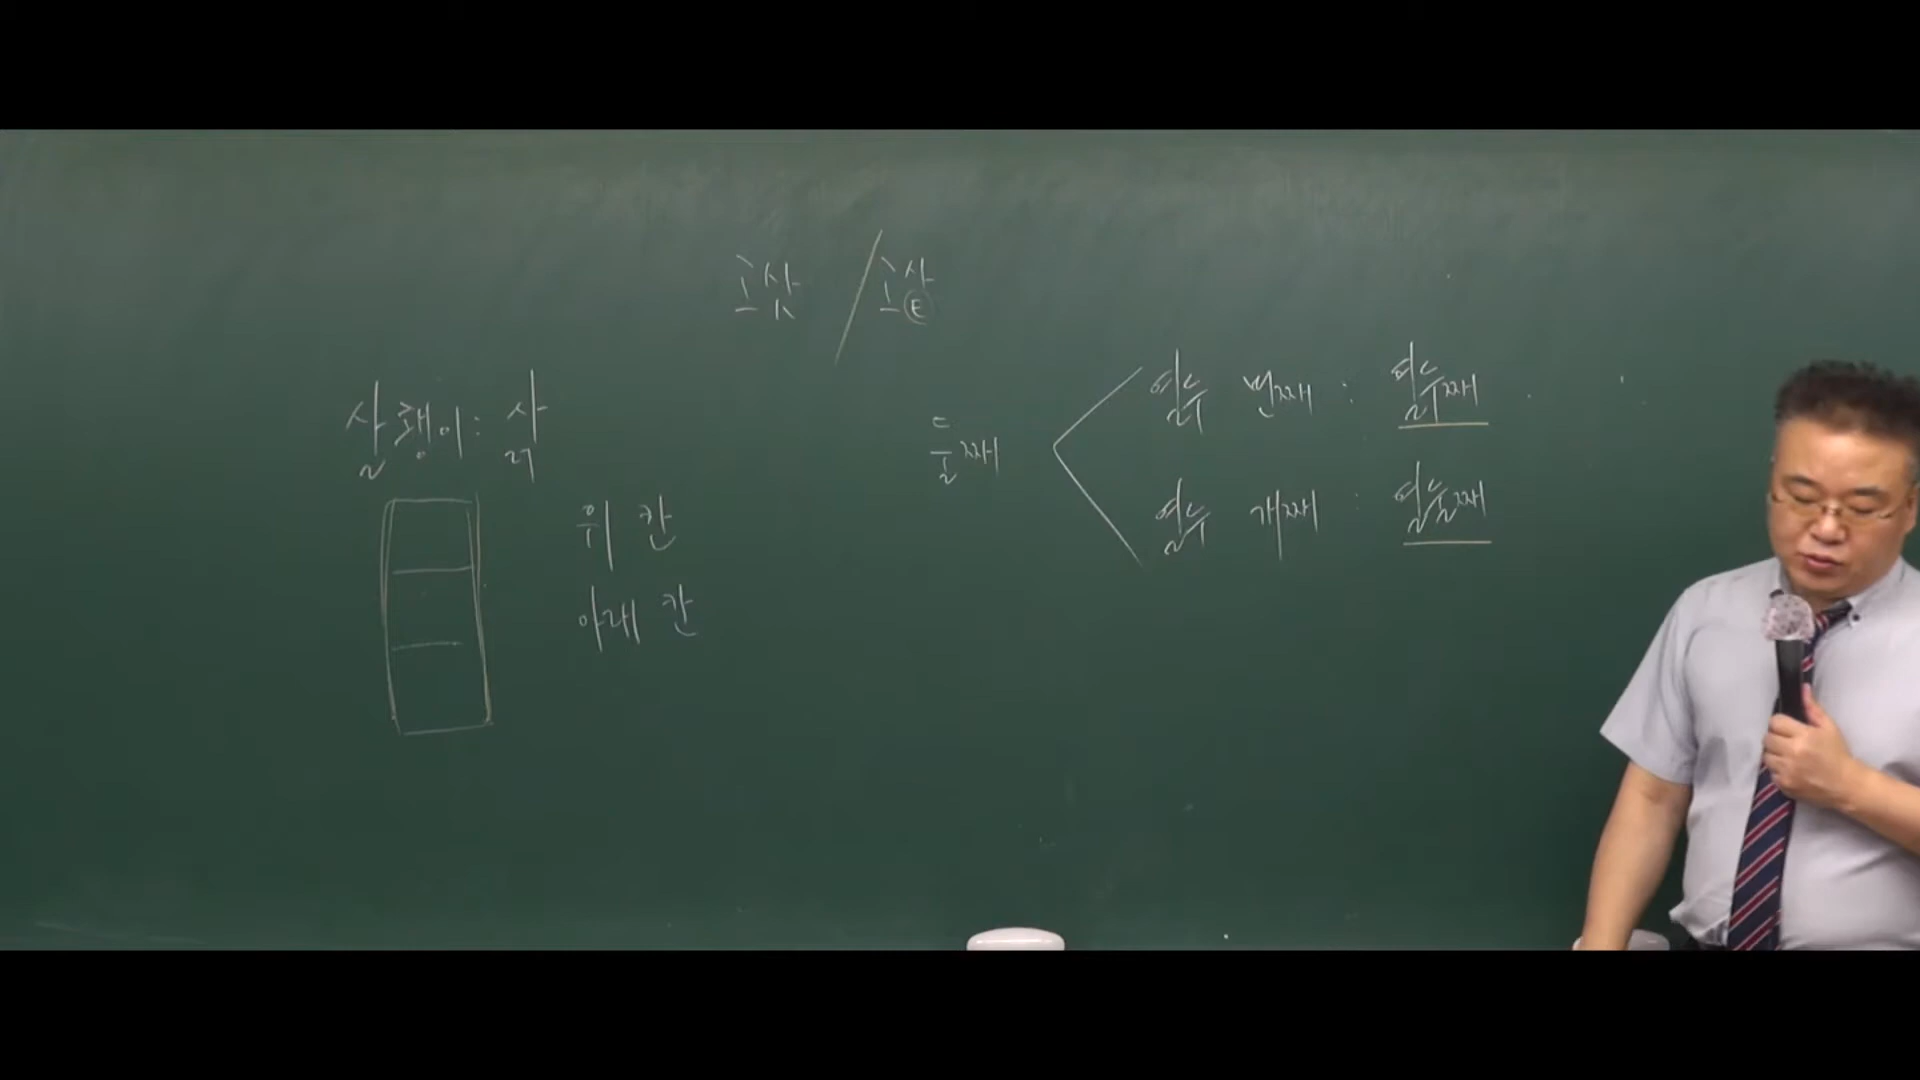 고삿 / 고샅
살쾡이 : 삵
위 칸
아래 칸
둘째
열두 번째 : 열두째
열두 개째 : 열둘째